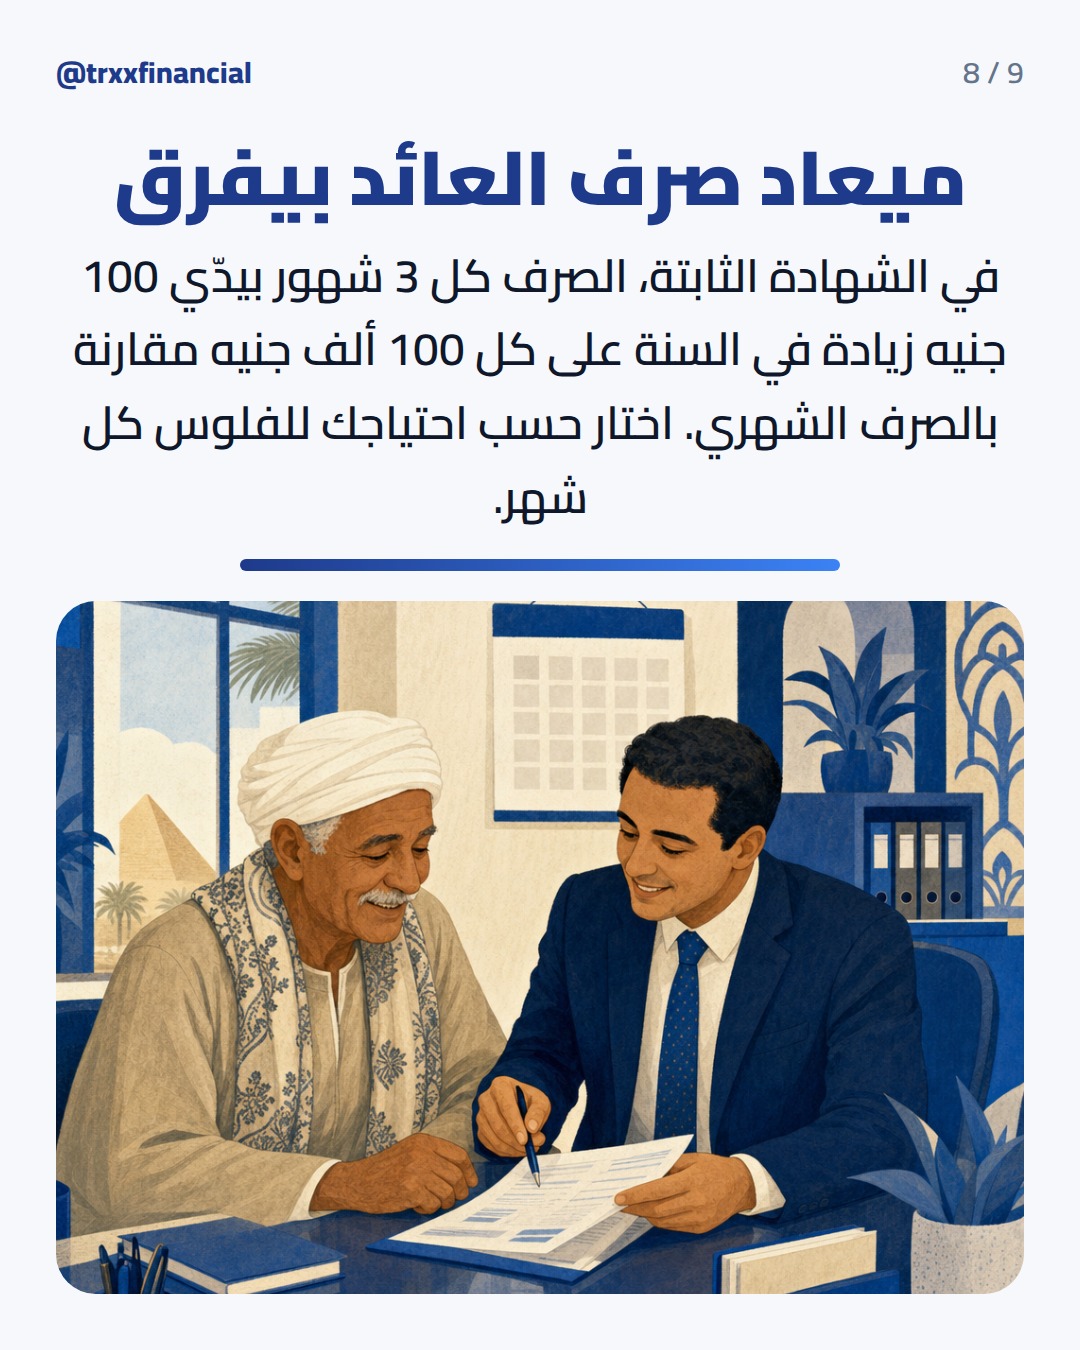 @trxxfinancial
8 / 9
ميعاد صرف العائد بيفرق
في الشهادة الثابتة، الصرف كل 3 شهور بيدّي 100
جنيه زيادة في السنة على كل 100 ألف جنيه مقارنة
بالصرف الشهري. اختار حسب احتياجك للفلوس كل
شهر.